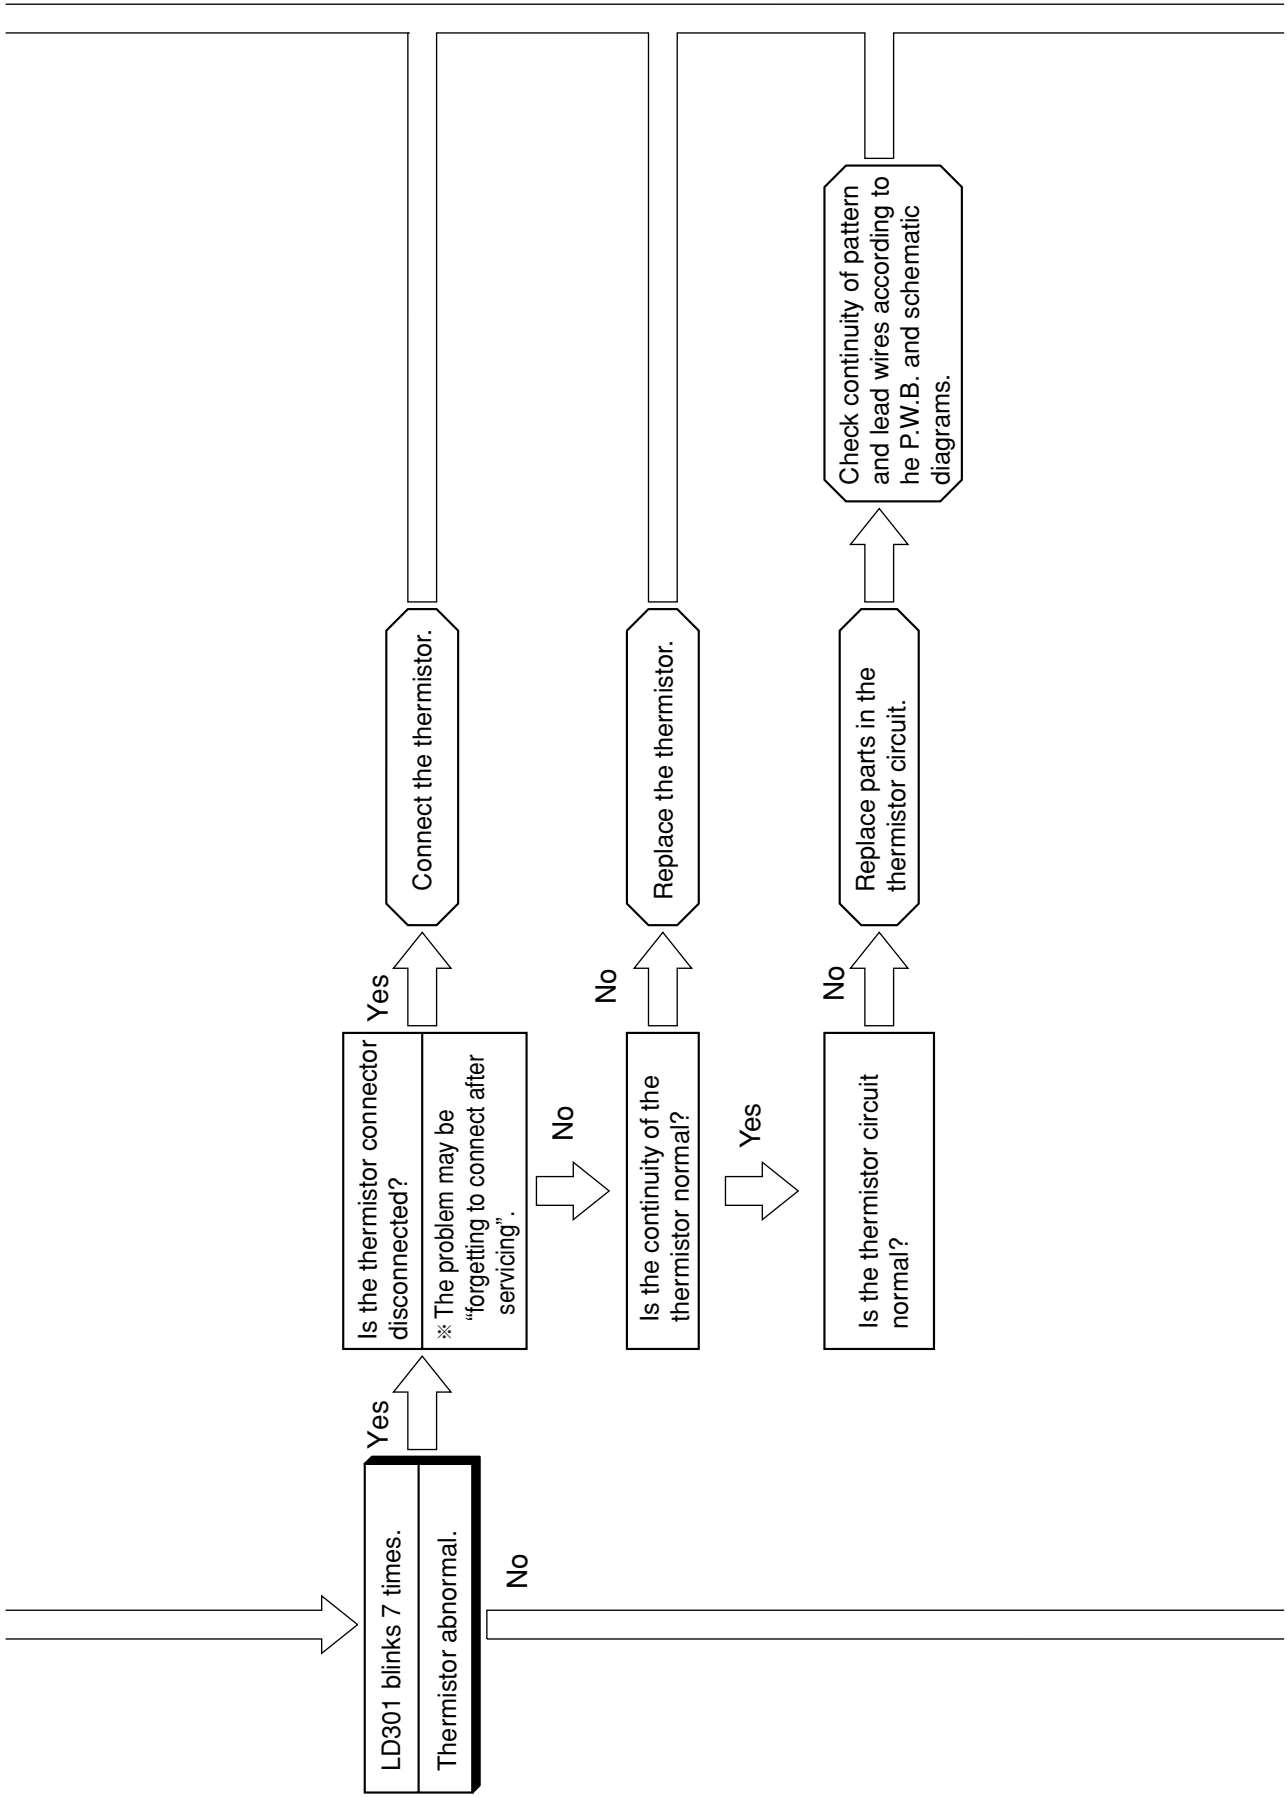 LD301 blinks 7 times.
Thermistor abnormal.
Yes
No
Is the thermistor connector
disconnected?
※ The problem may be
“forgetting to connect after
servicing”.
Yes
Connect the thermistor.
No
Is the continuity of the
thermistor normal?
No
Replace the thermistor.
Yes
Is the thermistor circuit
normal?
No
Replace parts in the
thermistor circuit.
Check continuity of pattern
and lead wires according to
he P.W.B. and schematic
diagrams.